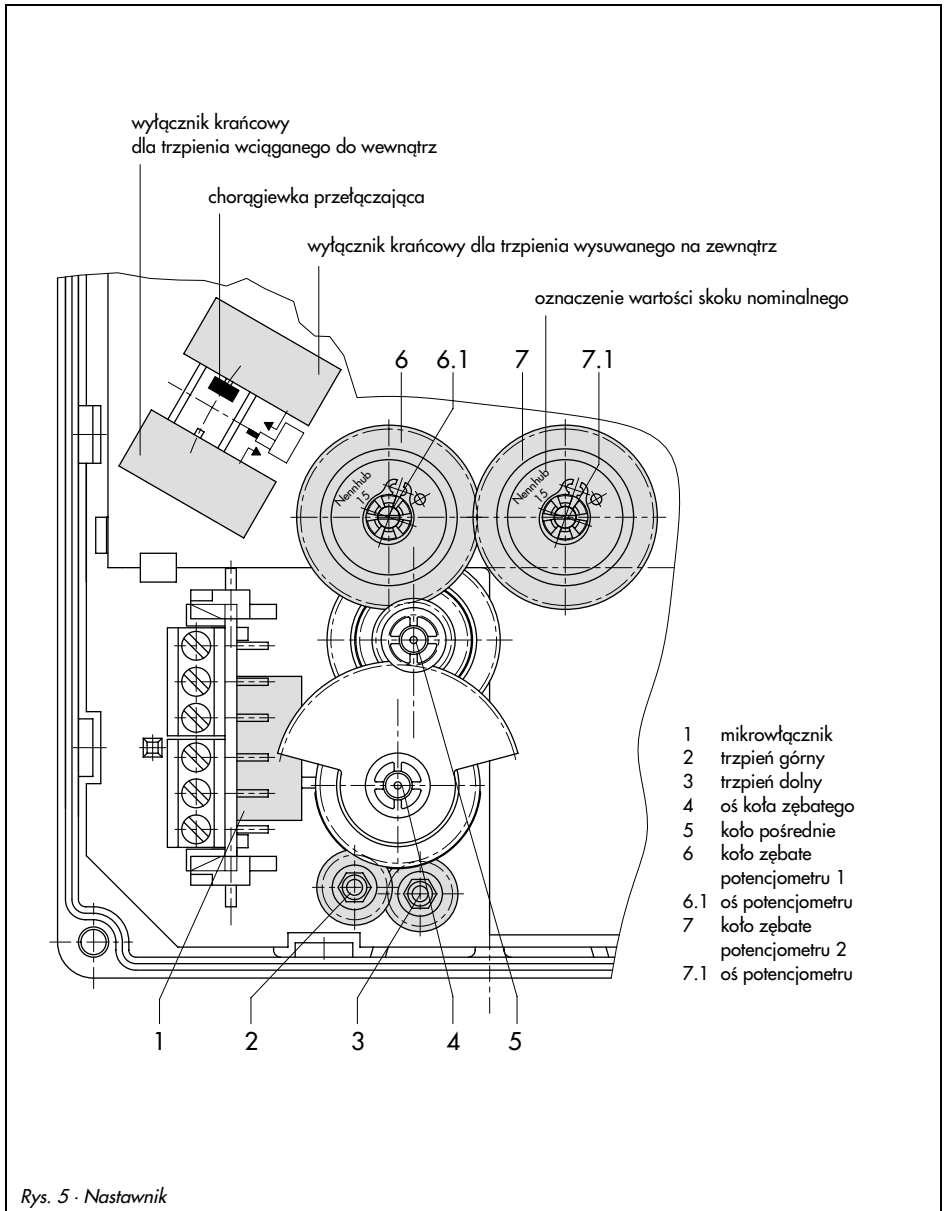 wyłącznik krańcowy
dla trzpienia wciąganego do wewnątrz
chorągiewka przełączająca
wyłącznik krańcowy dla trzpienia wysuwanego na zewnątrz
oznaczenie wartości skoku nominalnego
6 6.1 7 7.1
Nennhub
15
Nennhub
15
1 mikrowłącznik
2 trzpień górny
3 trzpień dolny
4 oś koła zębatego
5 koło pośrednie
6 koło zębate
potencjometru 1
6.1 oś potencjometru
7 koło zębate
potencjometru 2
7.1 oś potencjometru
1 2 3 4 5
Rys. 5 · Nastawnik